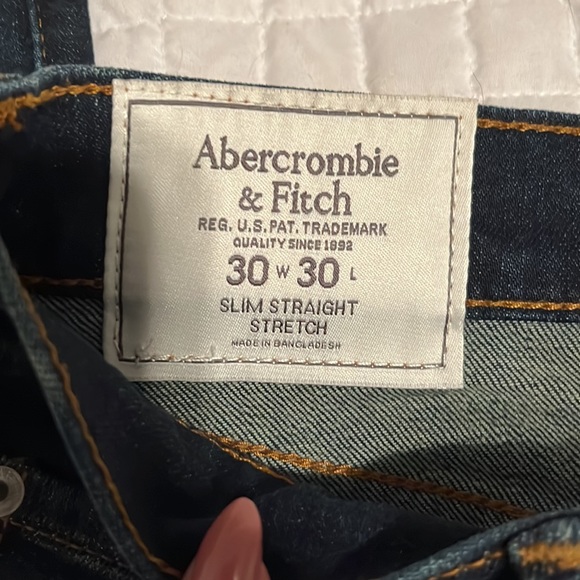 Abercrombie
& Fitch
REG. U.S. PAT. TRADEMARK
QUALITY SINCE 1892
30 W 30 L
SLIM STRAIGHT
STRETCH
MADE IN BANGLADESH